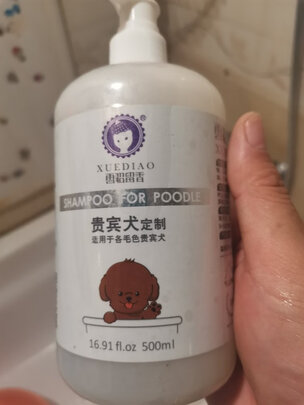 ®
XUEDIAO
雪貂留香
SHAMPOO FOR POODLE
贵宾犬定制
适用于各毛色贵宾犬
16.91 fl.oz 500ml